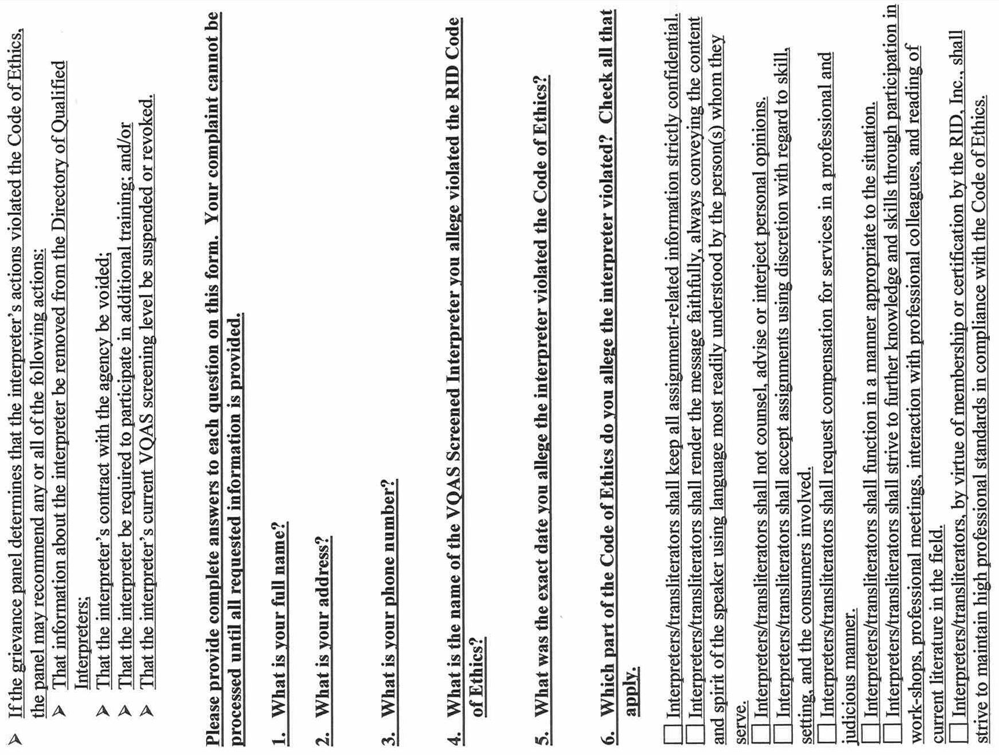 ➢ If the grievance panel determines that the interpreter's actions violated the Code of Ethics,
the panel may recommend any or all of the following actions:
➢ That information about the interpreter be removed from the Directory of Qualified
Interpreters;
➢ That the interpreter's contract with the agency be voided;
➢ That the interpreter be required to participate in additional training; and/or
➢ That the interpreter's current VQAS screening level be suspended or revoked.
Please provide complete answers to each question on this form. Your complaint cannot be
processed until all requested information is provided.
1. What is your full name?
2. What is your address?
3. What is your phone number?
4. What is the name of the VQAS Screened Interpreter you allege violated the RID Code
of Ethics?
5. What was the exact date you allege the interpreter violated the Code of Ethics?
6. Which part of the Code of Ethics do you allege the interpreter violated? Check all that
apply.
☐ Interpreters/transliterators shall keep all assignment-related information strictly confidential.
☐ Interpreters/transliterators shall render the message faithfully, always conveying the content
and spirit of the speaker using language most readily understood by the person(s) whom they
serve.
☐ Interpreters/transliterators shall not counsel, advise or interject personal opinions.
☐ Interpreters/transliterators shall accept assignments using discretion with regard to skill,
setting, and the consumers involved.
☐ Interpreters/transliterators shall request compensation for services in a professional and
judicious manner.
☐ Interpreters/transliterators shall function in a manner appropriate to the situation.
☐ Interpreters/transliterators shall strive to further knowledge and skills through participation in
work-shops, professional meetings, interaction with professional colleagues, and reading of
current literature in the field.
☐ Interpreters/transliterators, by virtue of membership or certification by the RID, Inc., shall
strive to maintain high professional standards in compliance with the Code of Ethics.